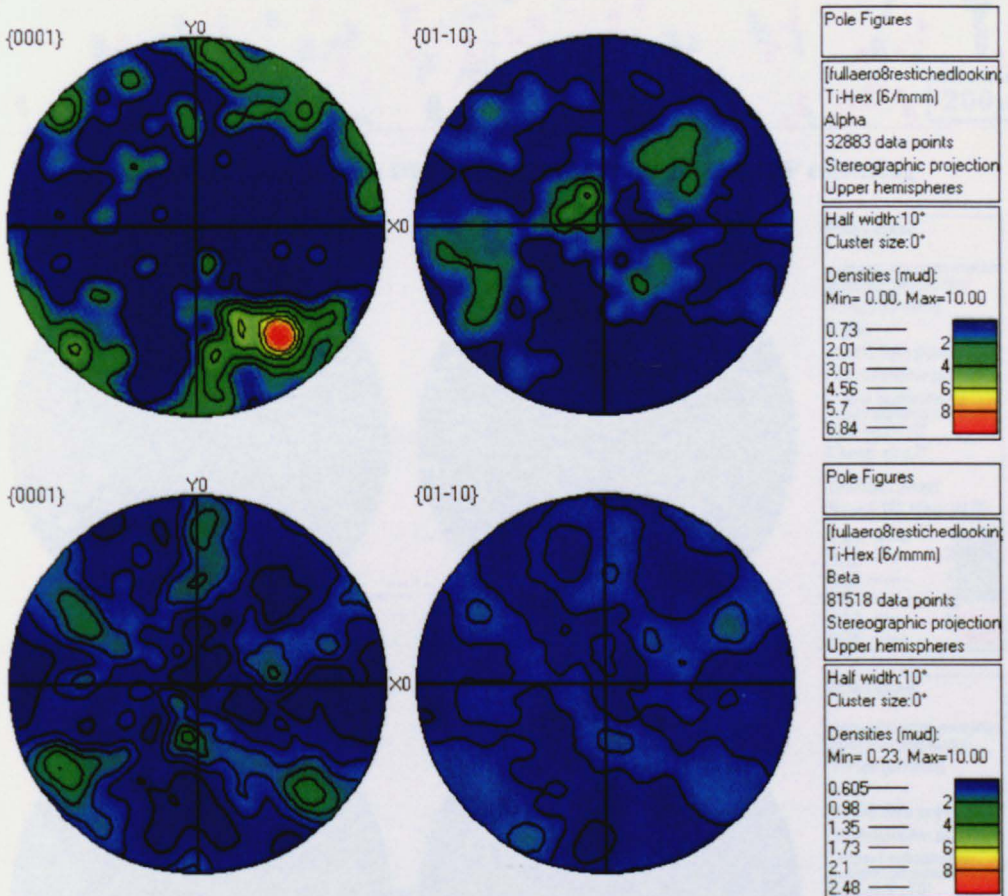 {0001}
Y0
X0
{01-10}
Pole Figures
[fullaero8restichedlooking
Ti-Hex (6/mmm)
Alpha
32883 data points
Stereographic projection
Upper hemispheres
Half width:10°
Cluster size:0°
Densities (mud):
Min= 0.00, Max=10.00
0.73
2.01
3.01
4.56
5.7
6.84
2
4
6
8
{0001}
Y0
X0
{01-10}
Pole Figures
[fullaero8restichedlooking
Ti-Hex (6/mmm)
Beta
81518 data points
Stereographic projection
Upper hemispheres
Half width:10°
Cluster size:0°
Densities (mud):
Min= 0.23, Max=10.00
0.605
0.98
1.35
1.73
2.1
2.48
2
4
6
8